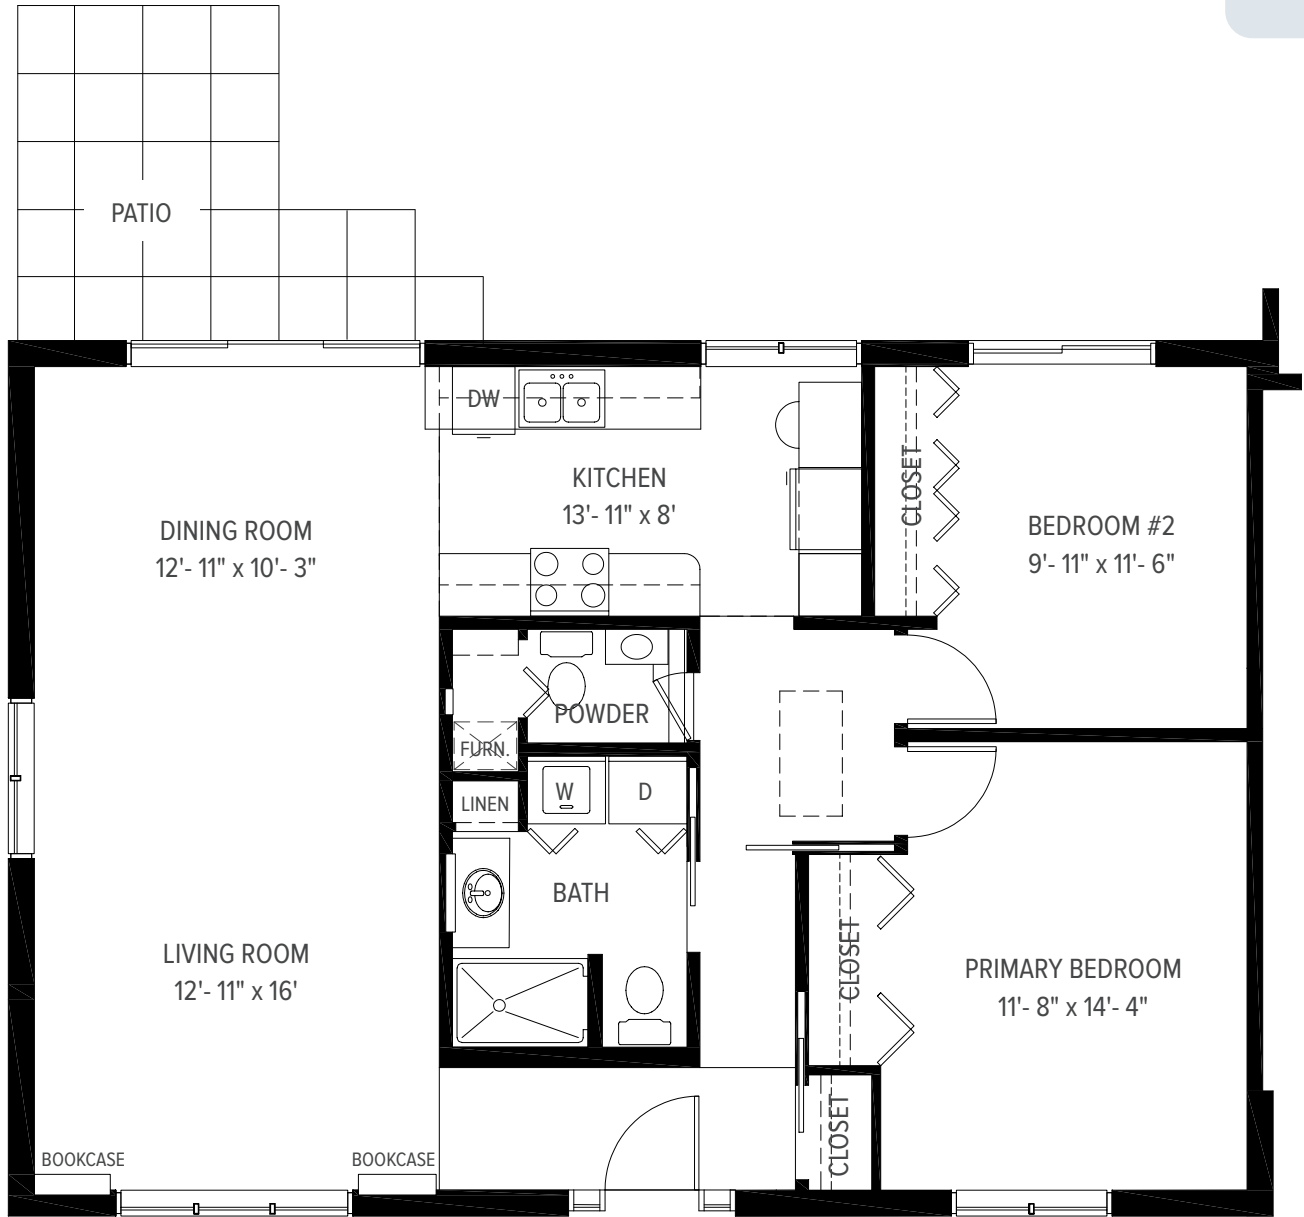 PATIO
DW
KITCHEN
13'- 11" x 8'
CLOSET
DINING ROOM
12'- 11" x 10'- 3"
BEDROOM #2
9'- 11" x 11'- 6"
POWDER
FURN.
LINEN
W
D
BATH
LIVING ROOM
12'- 11" x 16'
CLOSET
PRIMARY BEDROOM
11'- 8" x 14'- 4"
CLOSET
BOOKCASE
BOOKCASE